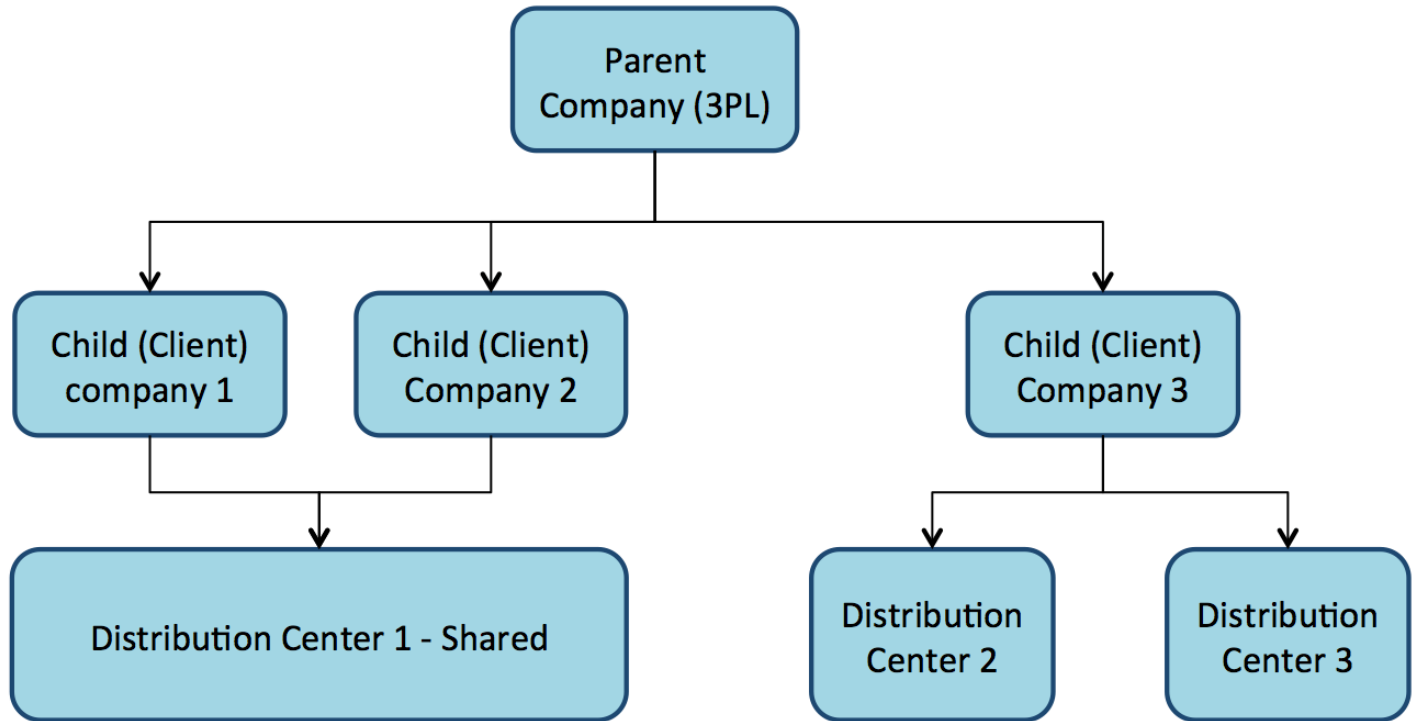 Parent
Company (3PL)
Child (Client)
company 1
Child (Client)
Company 2
Child (Client)
Company 3
Distribution Center 1 - Shared
Distribution
Center 2
Distribution
Center 3